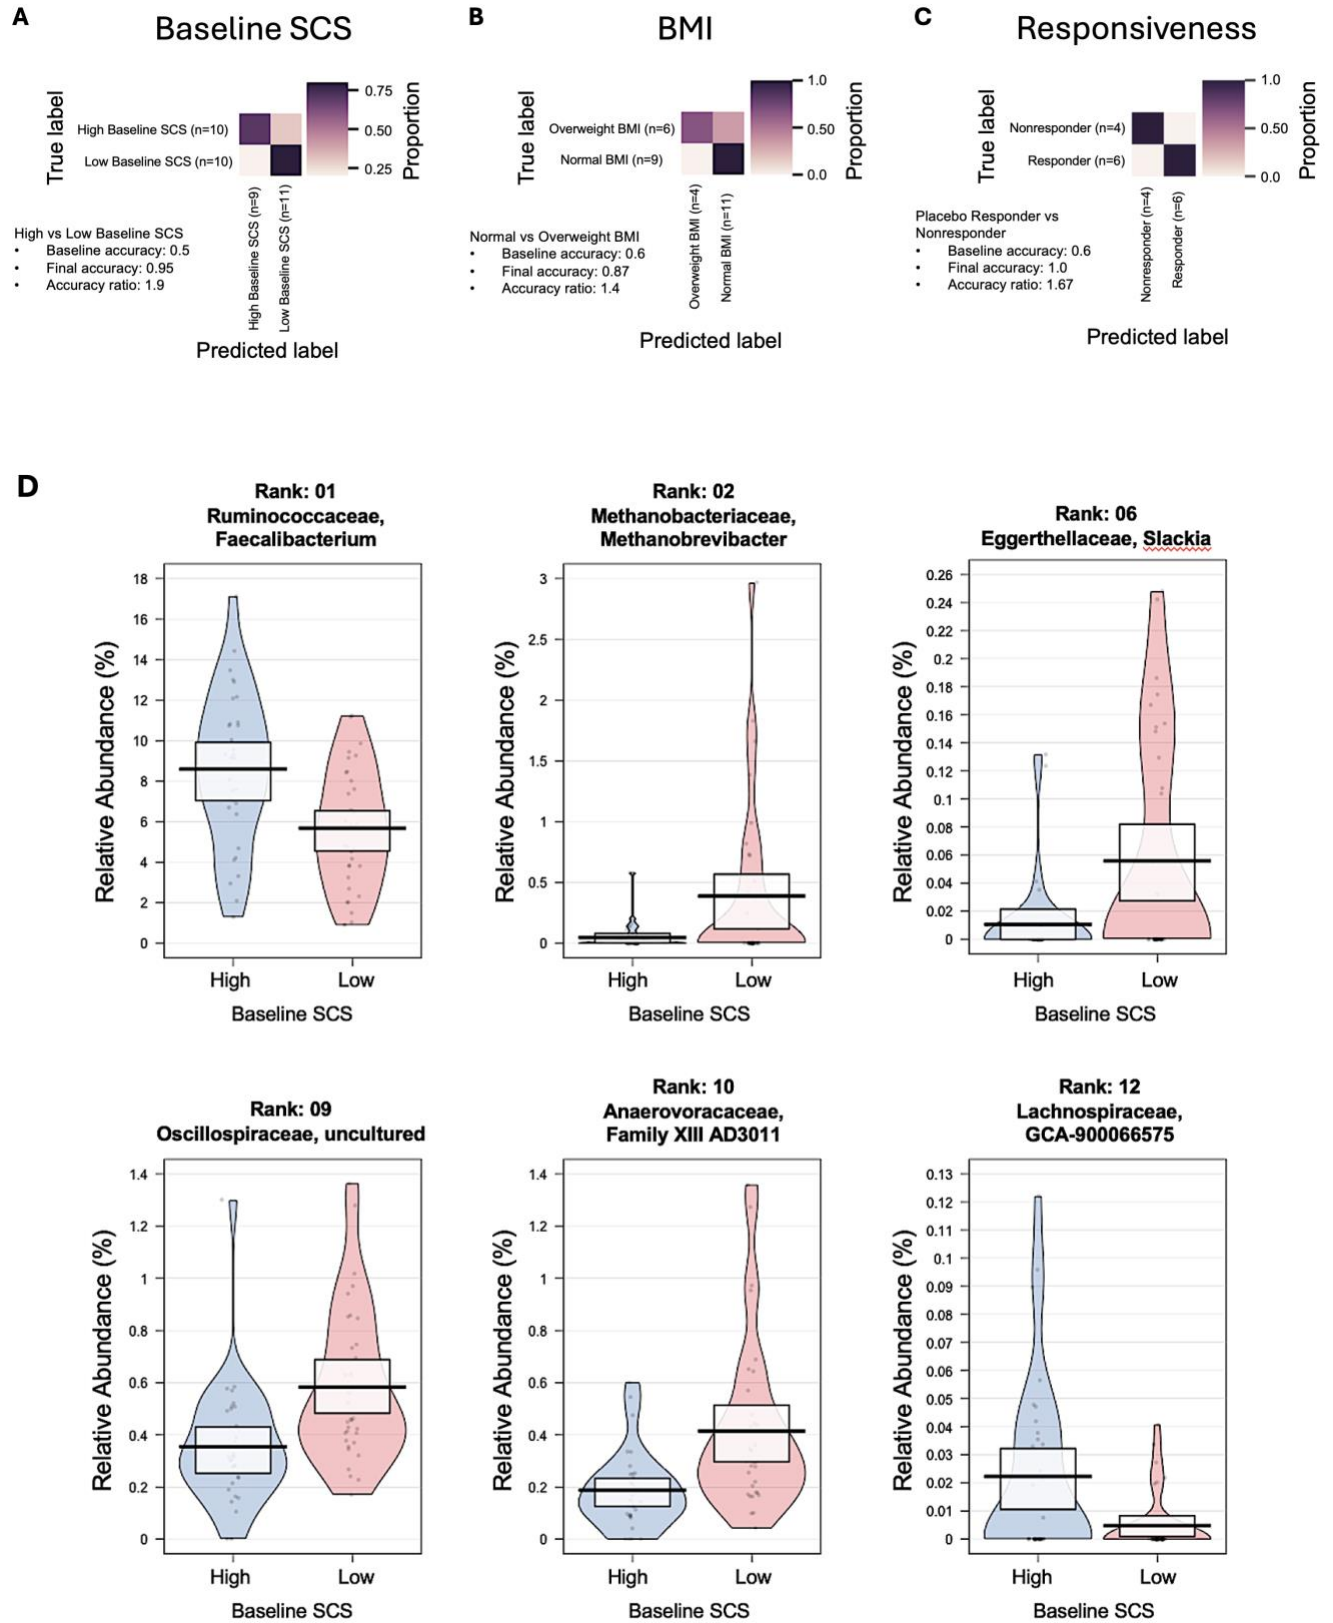 A
Baseline SCS
True label
High Baseline SCS (n=10)
Low Baseline SCS (n=10)
0.75
0.50
0.25
Proportion
High Baseline SCS (n=9)
Low Baseline SCS (n=11)
Predicted label
High vs Low Baseline SCS
• Baseline accuracy: 0.5
• Final accuracy: 0.95
• Accuracy ratio: 1.9
B
BMI
True label
Overweight BMI (n=6)
Normal BMI (n=9)
1.0
0.50
0.0
Proportion
Overweight BMI (n=4)
Normal BMI (n=11)
Predicted label
Normal vs Overweight BMI
• Baseline accuracy: 0.6
• Final accuracy: 0.87
• Accuracy ratio: 1.4
C
Responsiveness
True label
Nonresponder (n=4)
Responder (n=6)
1.0
0.50
0.0
Proportion
Nonresponder (n=4)
Responder (n=6)
Predicted label
Placebo Responder vs
Nonresponder
• Baseline accuracy: 0.6
• Final accuracy: 1.0
• Accuracy ratio: 1.67
D
Rank: 01
Ruminococcaceae,
Faecalibacterium
Relative Abundance (%)
18
16
14
12
10
8
6
4
2
0
High Low
Baseline SCS
Rank: 02
Methanobacteriaceae,
Methanobrevibacter
Relative Abundance (%)
3
2.5
2
1.5
1
0.5
0
High Low
Baseline SCS
Rank: 06
Eggerthellaceae, Slackia
Relative Abundance (%)
0.26
0.24
0.22
0.2
0.18
0.16
0.14
0.12
0.1
0.08
0.06
0.04
0.02
0
High Low
Baseline SCS
Rank: 09
Oscillospiraceae, uncultured
Relative Abundance (%)
1.4
1.2
1
0.8
0.6
0.4
0.2
0
High Low
Baseline SCS
Rank: 10
Anaerovoracaceae,
Family XIII AD3011
Relative Abundance (%)
1.4
1.2
1
0.8
0.6
0.4
0.2
0
High Low
Baseline SCS
Rank: 12
Lachnospiraceae,
GCA-900066575
Relative Abundance (%)
0.13
0.12
0.11
0.1
0.09
0.08
0.07
0.06
0.05
0.04
0.03
0.02
0.01
0
High Low
Baseline SCS